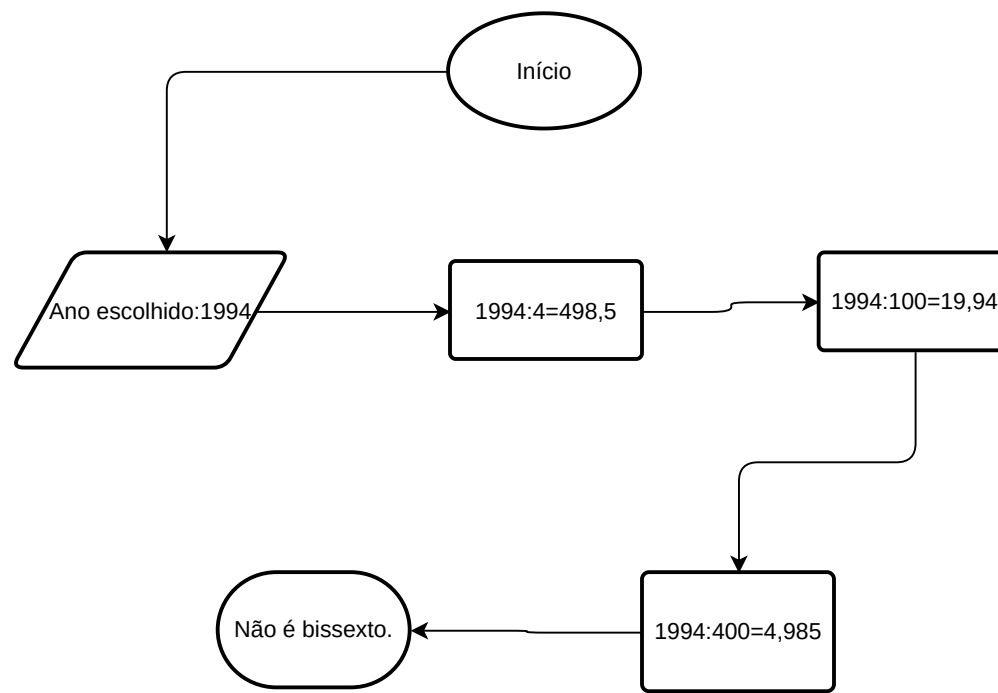 Início
Ano escolhido:1994
1994:4=498,5
1994:100=19,94
1994:400=4,985
Não é bissexto.